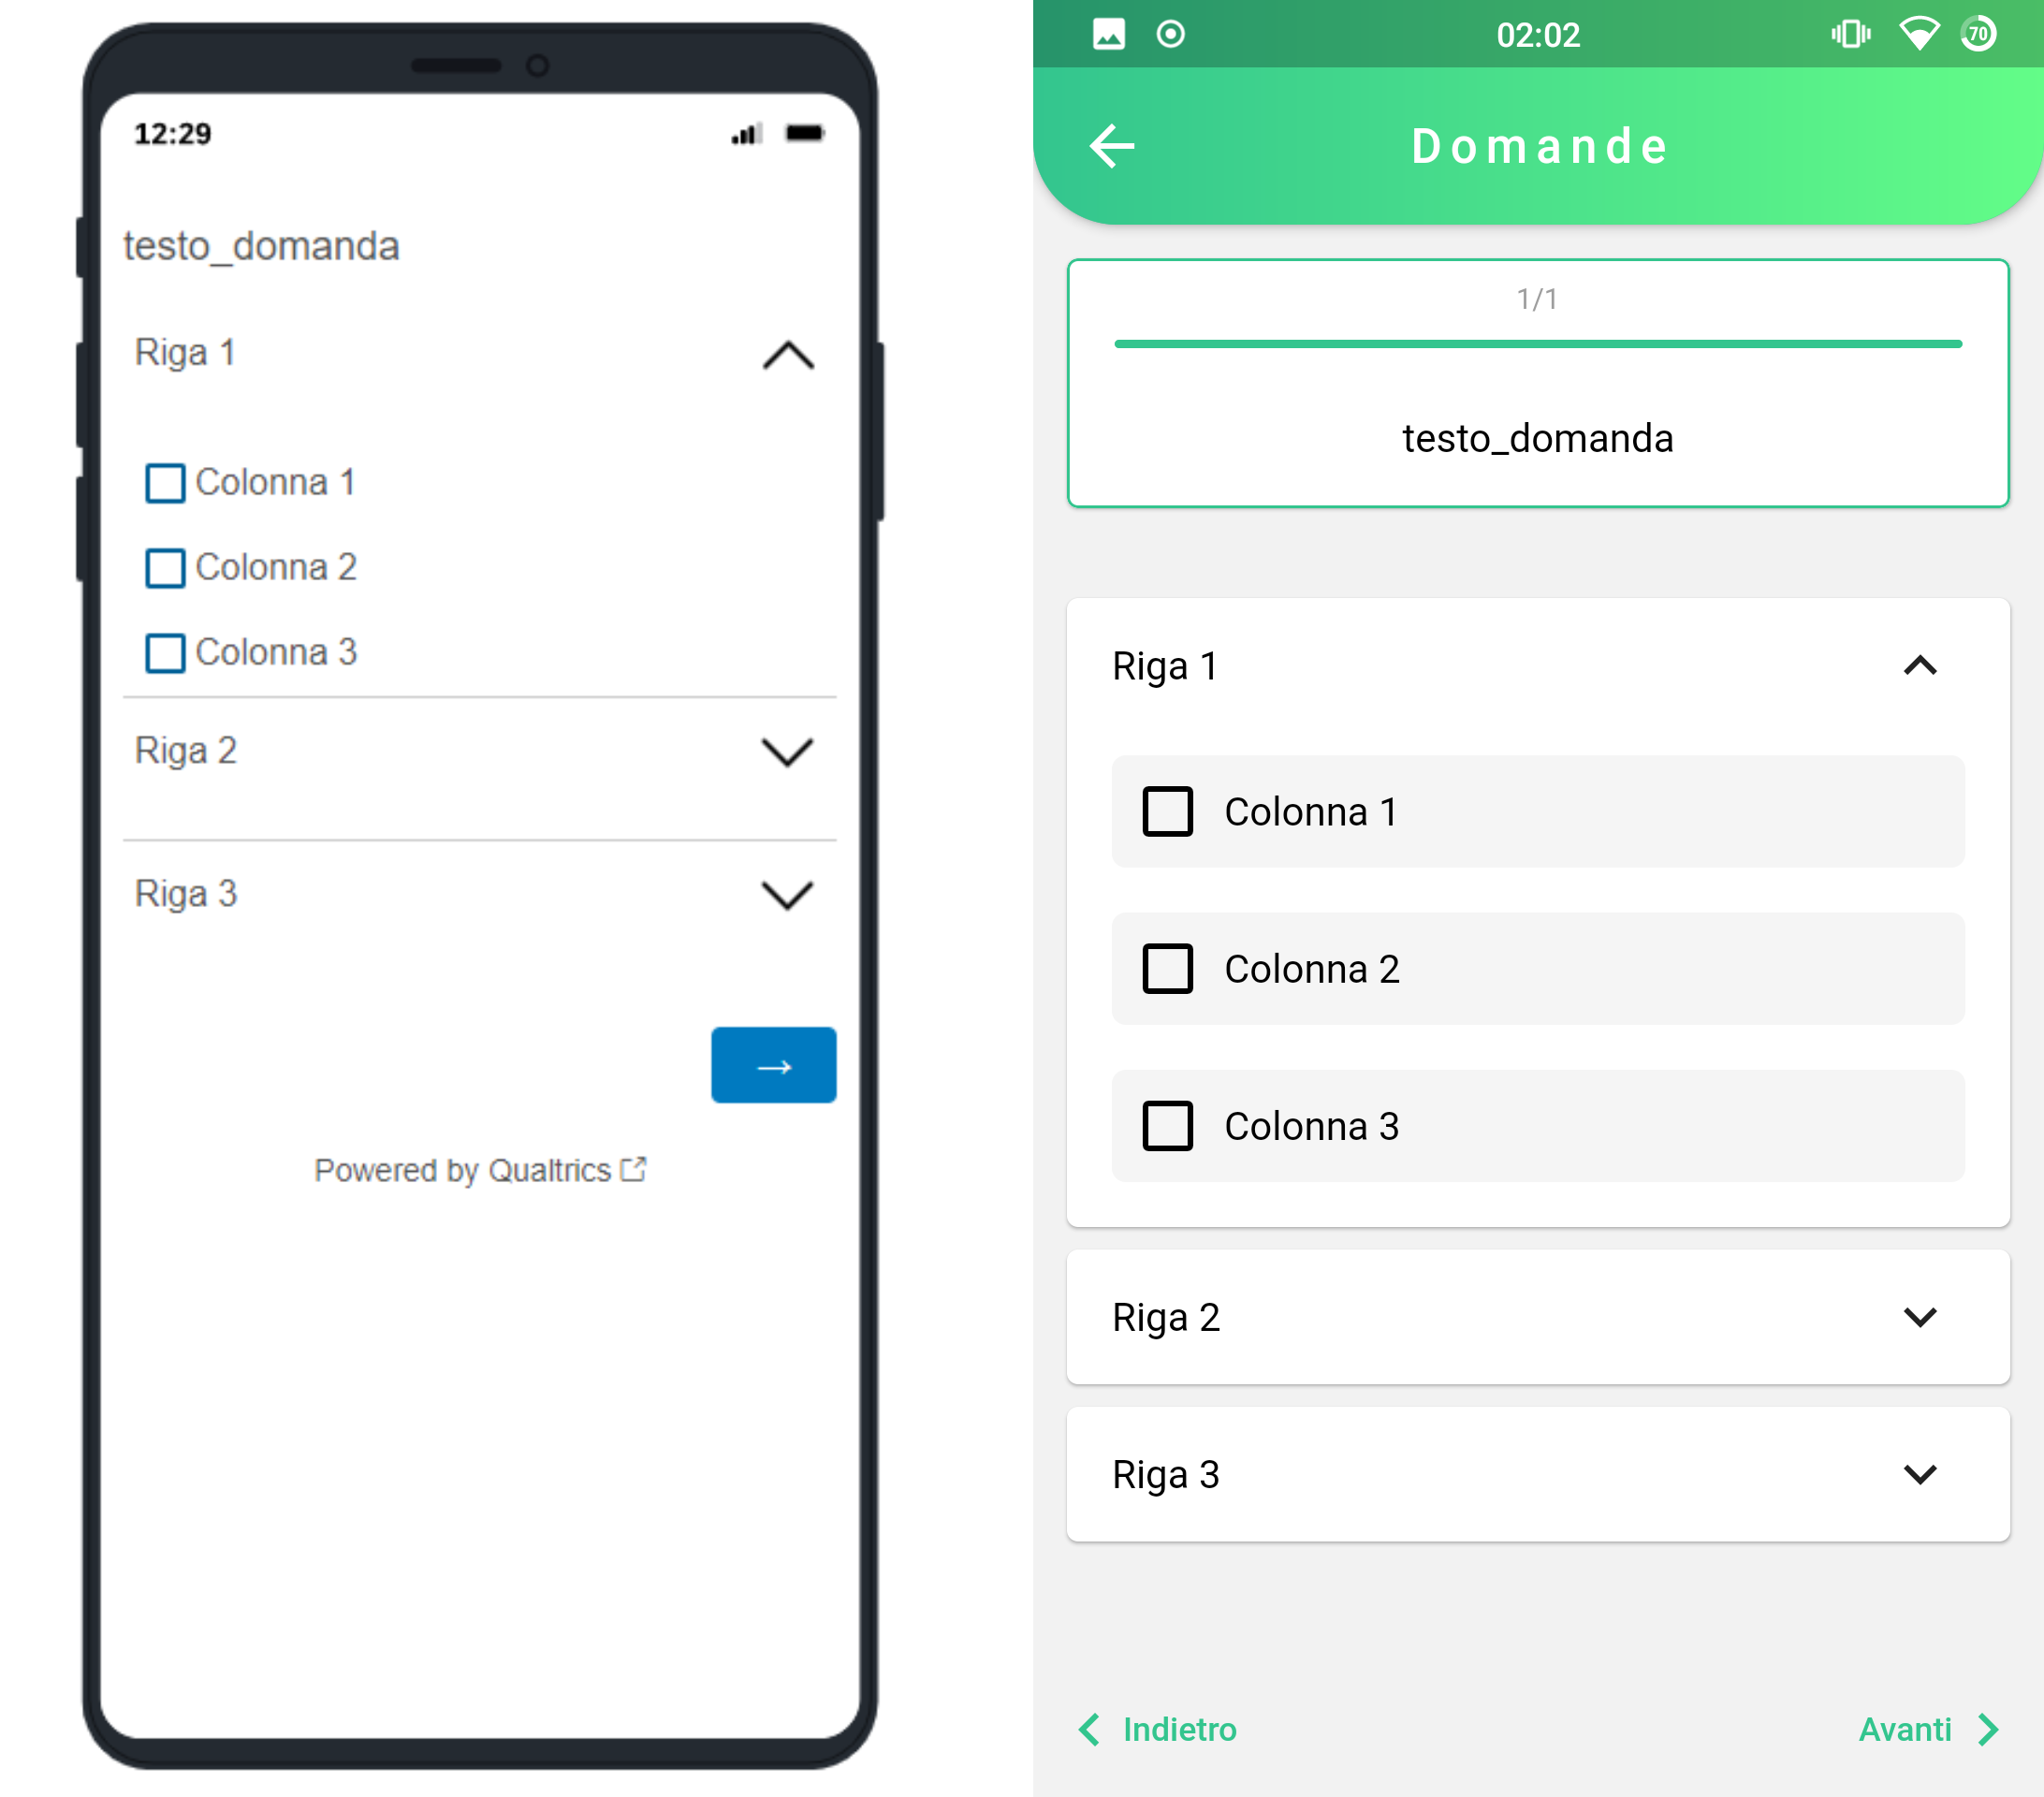 12:29
testo_domanda
Riga 1
Colonna 1
Colonna 2
Colonna 3
Riga 2
Riga 3
→
Powered by Qualtrics
02:02
70
Domande
1/1
testo_domanda
Riga 1
Colonna 1
Colonna 2
Colonna 3
Riga 2
Riga 3
Indietro
Avanti